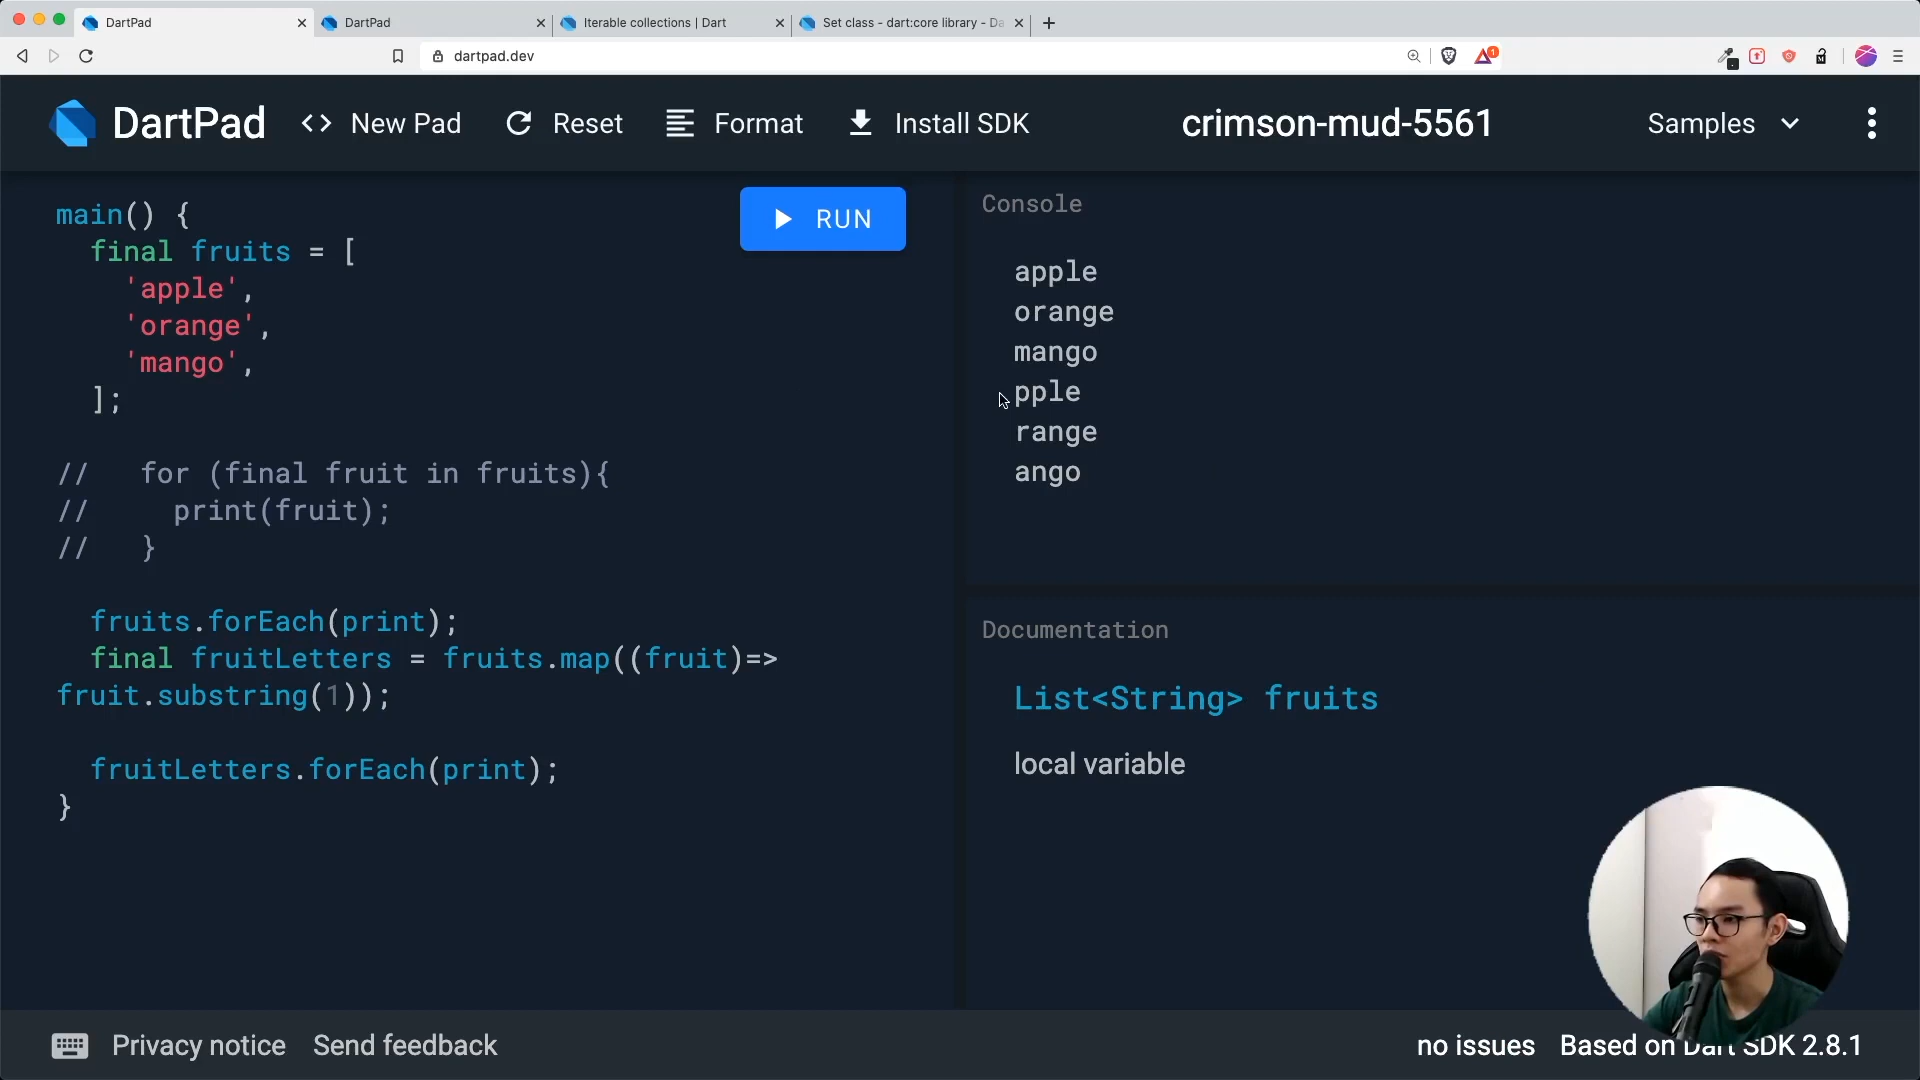 DartPad
DartPad
Iterable collections | Dart
Set class - dart:core library - Da
dartpad.dev
1
DartPad
<> New Pad
Reset
Format
Install SDK
crimson-mud-5561
Samples
main() {
  final fruits = [
    'apple',
    'orange',
    'mango',
  ];
//   for (final fruit in fruits){
//     print(fruit);
//   }
  fruits.forEach(print);
  final fruitLetters = fruits.map((fruit)=>
fruit.substring(1));
  fruitLetters.forEach(print);
}
RUN
Console
apple
orange
mango
pple
range
ango
Documentation
List<String> fruits
local variable
Privacy notice
Send feedback
no issues
Based on Dart SDK 2.8.1